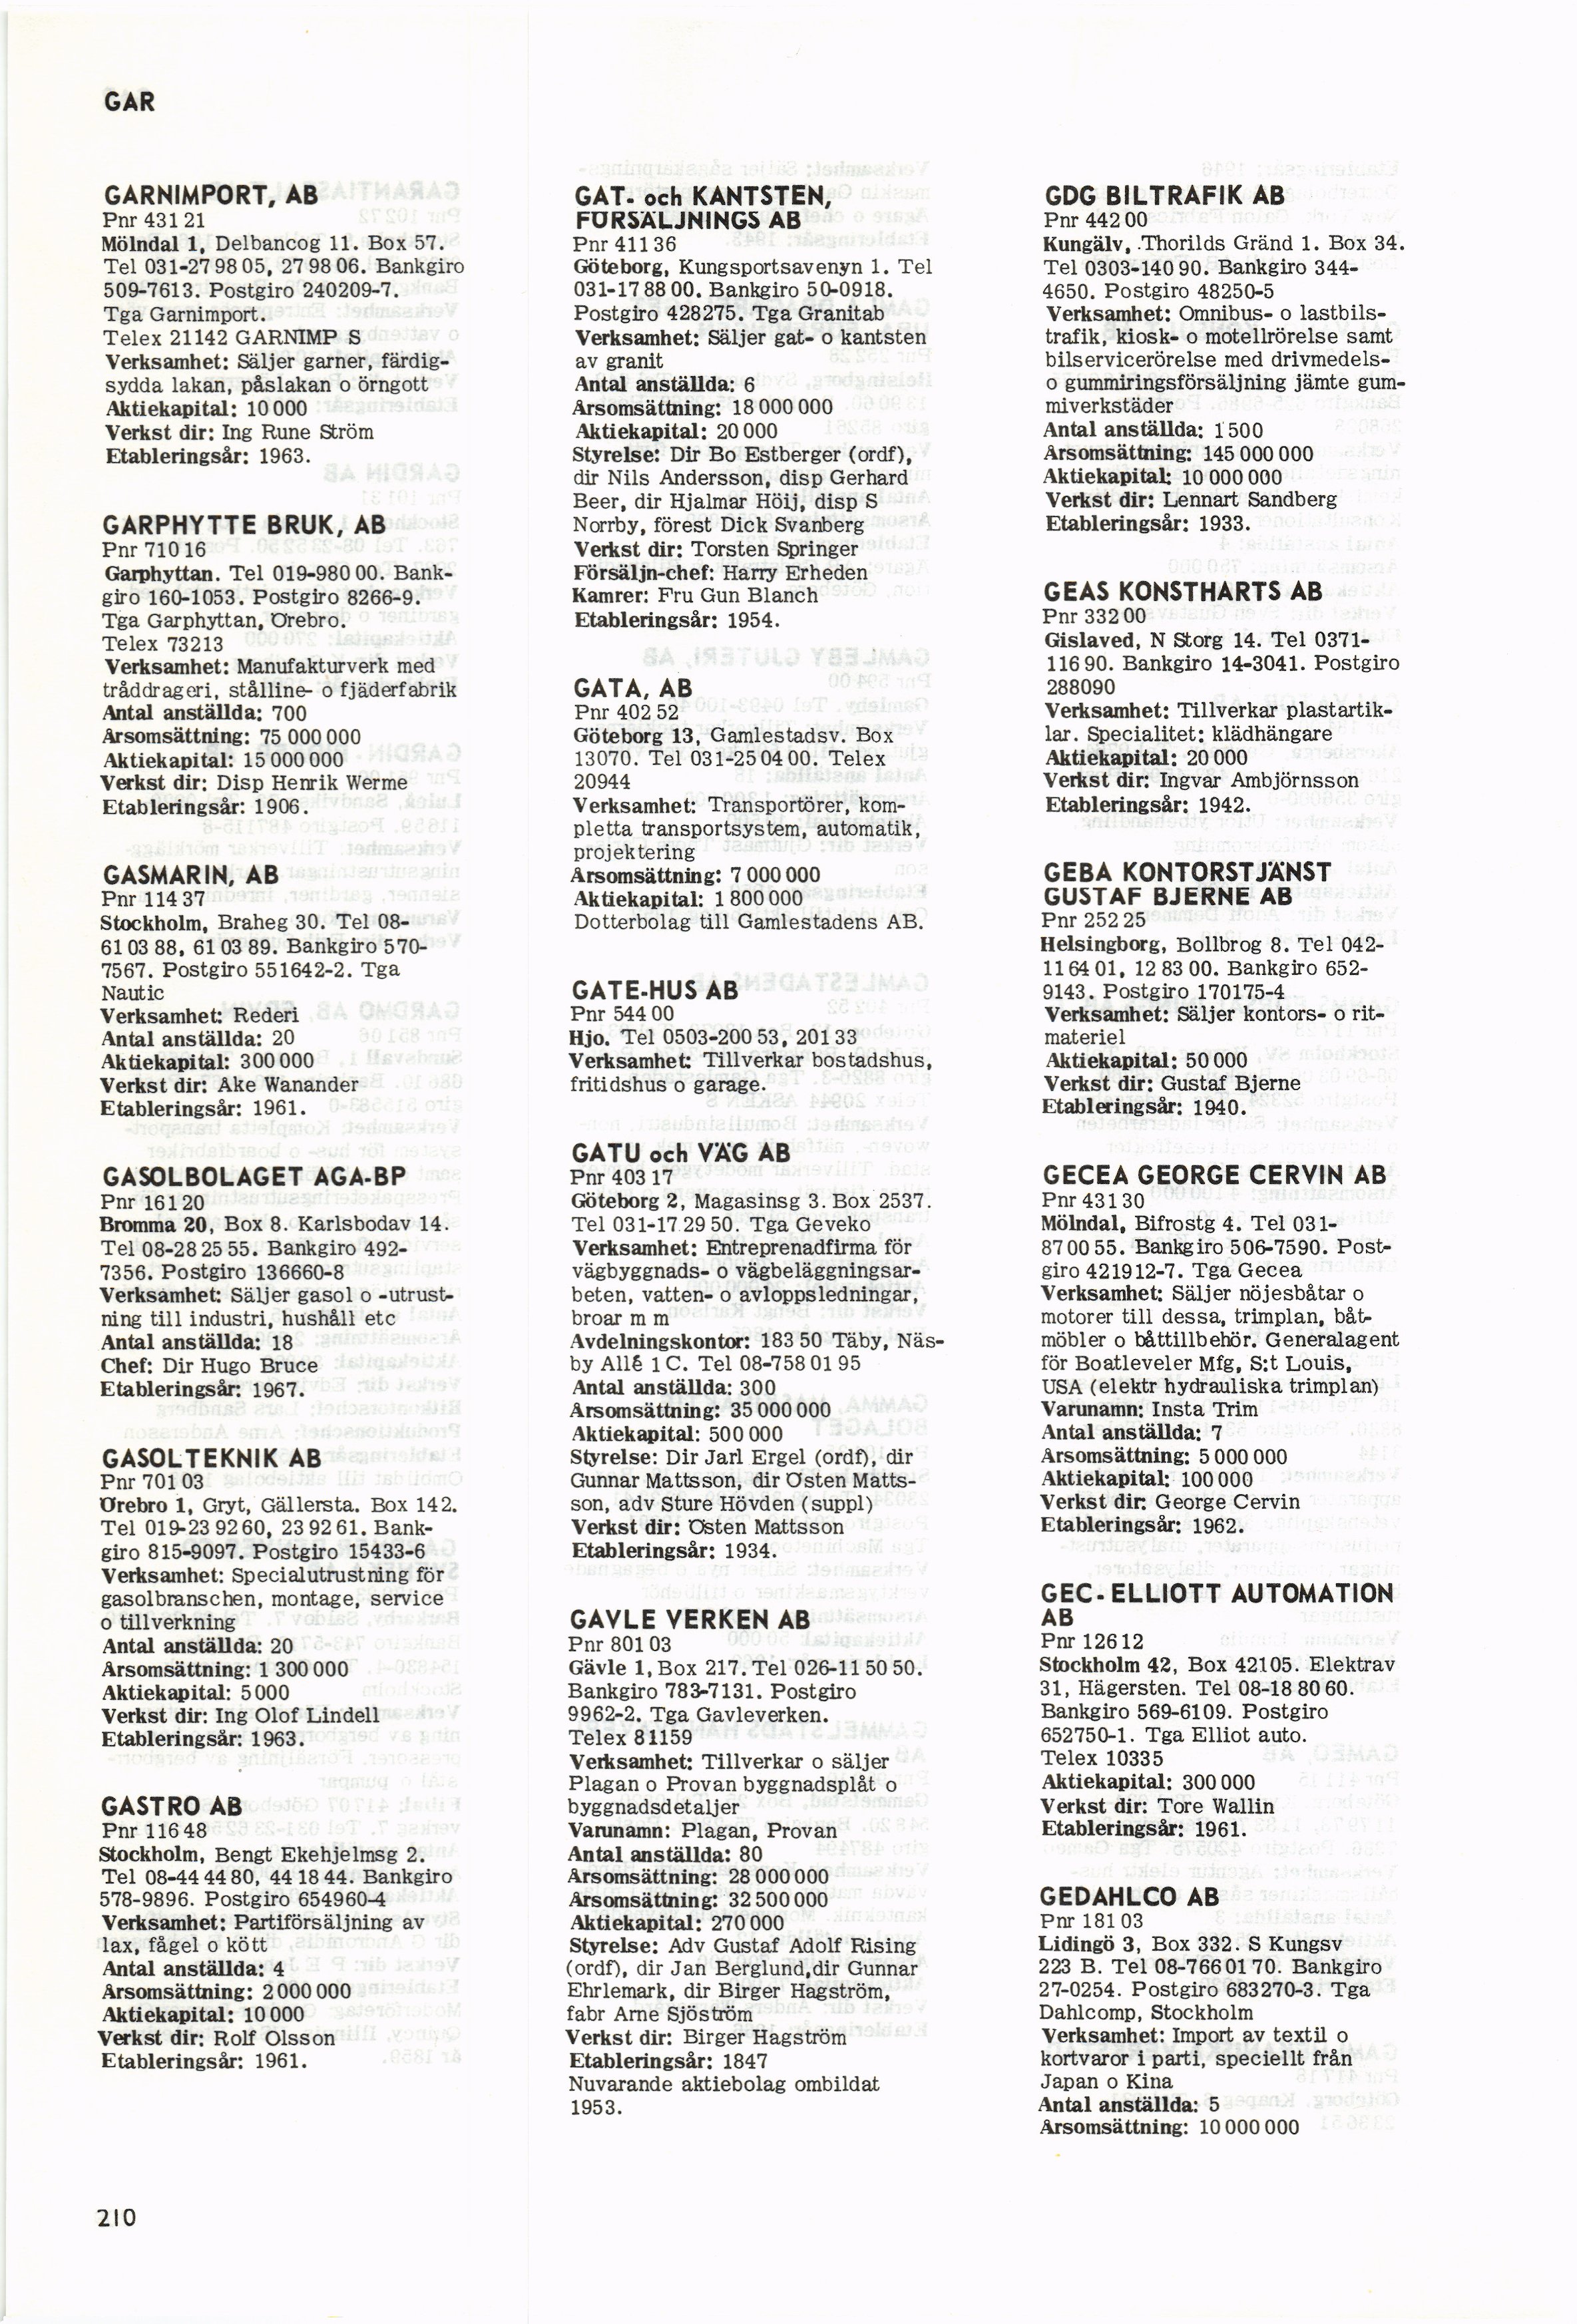 GAR
GARNIMPORT, AB
Pnr 431 21
Mölndal 1, Delbancog 11. Box 57.
Tel 031-27 98 05, 27 98 06. Bankgiro
509-7613. Postgiro 240209-7.
Tga Garnimport.
Telex 21142 GARNIMP S
Verksamhet: Säljer garner, färdig-
sydda lakan, påslakan o örngott
Aktiekapital: 10 000
Verkst dir: Ing Rune Ström
Etableringsår: 1963.
GARPHYTTE BRUK, AB
Pnr 710 16
Garphyttan. Tel 019-980 00. Bank-
giro 160-1053. Postgiro 8266-9.
Tga Garphyttan, Örebro.
Telex 73213
Verksamhet: Manufakturverk med
tråddrageri, stålline- o fjäderfabrik
Antal anställda: 700
Årsomsättning: 75 000 000
Aktiekapital: 15 000 000
Verkst dir: Disp Henrik Werme
Etableringsår: 1906.
GASMARIN, AB
Pnr 114 37
Stockholm, Braheg 30. Tel 08-
61 03 88, 61 03 89. Bankgiro 570-
7567. Postgiro 551642-2. Tga
Nautic
Verksamhet: Rederi
Antal anställda: 20
Aktiekapital: 300 000
Verkst dir: Åke Wanander
Etableringsår: 1961.
GASOLBOLAGET AGA-BP
Pnr 161 20
Bromma 20, Box 8. Karlsbodav 14.
Tel 08-28 25 55. Bankgiro 492-
7356. Postgiro 136660-8
Verksamhet: Säljer gasol o -utrust-
ning till industri, hushåll etc
Antal anställda: 18
Chef: Dir Hugo Bruce
Etableringsår: 1967.
GASOLTEKNIK AB
Pnr 701 03
Örebro 1, Gryt, Gällersta. Box 142.
Tel 019-23 92 60, 23 92 61. Bank-
giro 815-9097. Postgiro 15433-6
Verksamhet: Specialutrustning för
gasolbranschen, montage, service
o tillverkning
Antal anställda: 20
Årsomsättning: 1 300 000
Aktiekapital: 5 000
Verkst dir: Ing Olof Lindell
Etableringsår: 1963.
GASTRO AB
Pnr 116 48
Stockholm, Bengt Ekehjelmsg 2.
Tel 08-44 44 80, 44 18 44. Bankgiro
578-9896. Postgiro 654960-4
Verksamhet: Partiförsäljning av
lax, fågel o kött
Antal anställda: 4
Årsomsättning: 2 000 000
Aktiekapital: 10 000
Verkst dir: Rolf Olsson
Etableringsår: 1961.
GAT- och KANTSTEN,
FÖRSÄLJNINGS AB
Pnr 411 36
Göteborg, Kungsportsavenyn 1. Tel
031-17 88 00. Bankgiro 50-0918.
Postgiro 428275. Tga Granitab
Verksamhet: Säljer gat- o kantsten
av granit
Antal anställda: 6
Årsomsättning: 18 000 000
Aktiekapital: 20 000
Styrelse: Dir Bo Estberger (ordf),
dir Nils Andersson, disp Gerhard
Beer, dir Hjalmar Höij, disp S
Norrby, förest Dick Svanberg
Verkst dir: Torsten Springer
Försäljn-chef: Harry Erheden
Kamrer: Fru Gun Blanch
Etableringsår: 1954.
GATA, AB
Pnr 402 52
Göteborg 13, Gamlestadsv. Box
13070. Tel 031-25 04 00. Telex
20944
Verksamhet: Transportörer, kom-
pletta transportsystem, automatik,
projektering
Årsomsättning: 7 000 000
Aktiekapital: 1 800 000
Dotterbolag till Gamlestadens AB.
GATE-HUS AB
Pnr 544 00
Hjo. Tel 0503-200 53, 201 33
Verksamhet: Tillverkar bostadshus,
fritidshus o garage.
GATU och VÄG AB
Pnr 403 17
Göteborg 2, Magasinsg 3. Box 2537.
Tel 031-17 29 50. Tga Geveko
Verksamhet: Entreprenadfirma för
vägbyggnads- o vägbeläggningsar-
beten, vatten- o avloppsledningar,
broar m m
Avdelningskontor: 183 50 Täby, Näs-
by Allé 1 C. Tel 08-758 01 95
Antal anställda: 300
Årsomsättning: 35 000 000
Aktiekapital: 500 000
Styrelse: Dir Jarl Ergel (ordf), dir
Gunnar Mattsson, dir Östen Matts-
son, adv Sture Hövden (suppl)
Verkst dir: Östen Mattsson
Etableringsår: 1934.
GAVLE VERKEN AB
Pnr 801 03
Gävle 1, Box 217. Tel 026-11 50 50.
Bankgiro 783-7131. Postgiro
9962-2. Tga Gavleverken.
Telex 81159
Verksamhet: Tillverkar o säljer
Plagan o Provan byggnadsplåt o
byggnadsdetaljer
Varunamn: Plagan, Provan
Antal anställda: 80
Årsomsättning: 28 000 000
Årsomsättning: 32 500 000
Aktiekapital: 270 000
Styrelse: Adv Gustaf Adolf Rising
(ordf), dir Jan Berglund, dir Gunnar
Ehrlemark, dir Birger Hagström,
fabr Arne Sjöström
Verkst dir: Birger Hagström
Etableringsår: 1847
Nuvarande aktiebolag ombildat
1953.
GDG BILTRAFIK AB
Pnr 442 00
Kungälv, Thorilds Gränd 1. Box 34.
Tel 0303-140 90. Bankgiro 344-
4650. Postgiro 48250-5
Verksamhet: Omnibus- o lastbils-
trafik, kiosk- o motellrörelse samt
bilservicerörelse med drivmedels-
o gummiringsförsäljning jämte gum-
miverkstäder
Antal anställda: 1 500
Årsomsättning: 145 000 000
Aktiekapital: 10 000 000
Verkst dir: Lennart Sandberg
Etableringsår: 1933.
GEAS KONSTHARTS AB
Pnr 332 00
Gislaved, N Storg 14. Tel 0371-
116 90. Bankgiro 14-3041. Postgiro
288090
Verksamhet: Tillverkar plastartik-
lar. Specialitet: klädhängare
Aktiekapital: 20 000
Verkst dir: Ingvar Ambjörnsson
Etableringsår: 1942.
GEBA KONTORSTJÄNST
GUSTAF BJERNE AB
Pnr 252 25
Helsingborg, Bollbrog 8. Tel 042-
11 64 01, 12 83 00. Bankgiro 652-
9143. Postgiro 170175-4
Verksamhet: Säljer kontors- o rit-
materiel
Aktiekapital: 50 000
Verkst dir: Gustaf Bjerne
Etableringsår: 1940.
GECEA GEORGE CERVIN AB
Pnr 431 30
Mölndal, Bifrostg 4. Tel 031-
87 00 55. Bankgiro 506-7590. Post-
giro 421912-7. Tga Gecea
Verksamhet: Säljer nöjesbåtar o
motorer till dessa, trimplan, båt-
möbler o båttillbehör. Generalagent
för Boatleveler Mfg, S:t Louis,
USA (elektr hydrauliska trimplan)
Varunamn: Insta Trim
Antal anställda: 7
Årsomsättning: 5 000 000
Aktiekapital: 100 000
Verkst dir: George Cervin
Etableringsår: 1962.
GEC-ELLIOTT AUTOMATION
AB
Pnr 126 12
Stockholm 42, Box 42105. Elektrav
31, Hägersten. Tel 08-18 80 60.
Bankgiro 569-6109. Postgiro
652750-1. Tga Elliot auto.
Telex 10335
Aktiekapital: 300 000
Verkst dir: Tore Wallin
Etableringsår: 1961.
GEDAHLCO AB
Pnr 181 03
Lidingö 3, Box 332. S Kungsv
223 B. Tel 08-766 01 70. Bankgiro
27-0254. Postgiro 683270-3. Tga
Dahlcomp, Stockholm
Verksamhet: Import av textil o
kortvaror i parti, speciellt från
Japan o Kina
Antal anställda: 5
Årsomsättning: 10 000 000
210